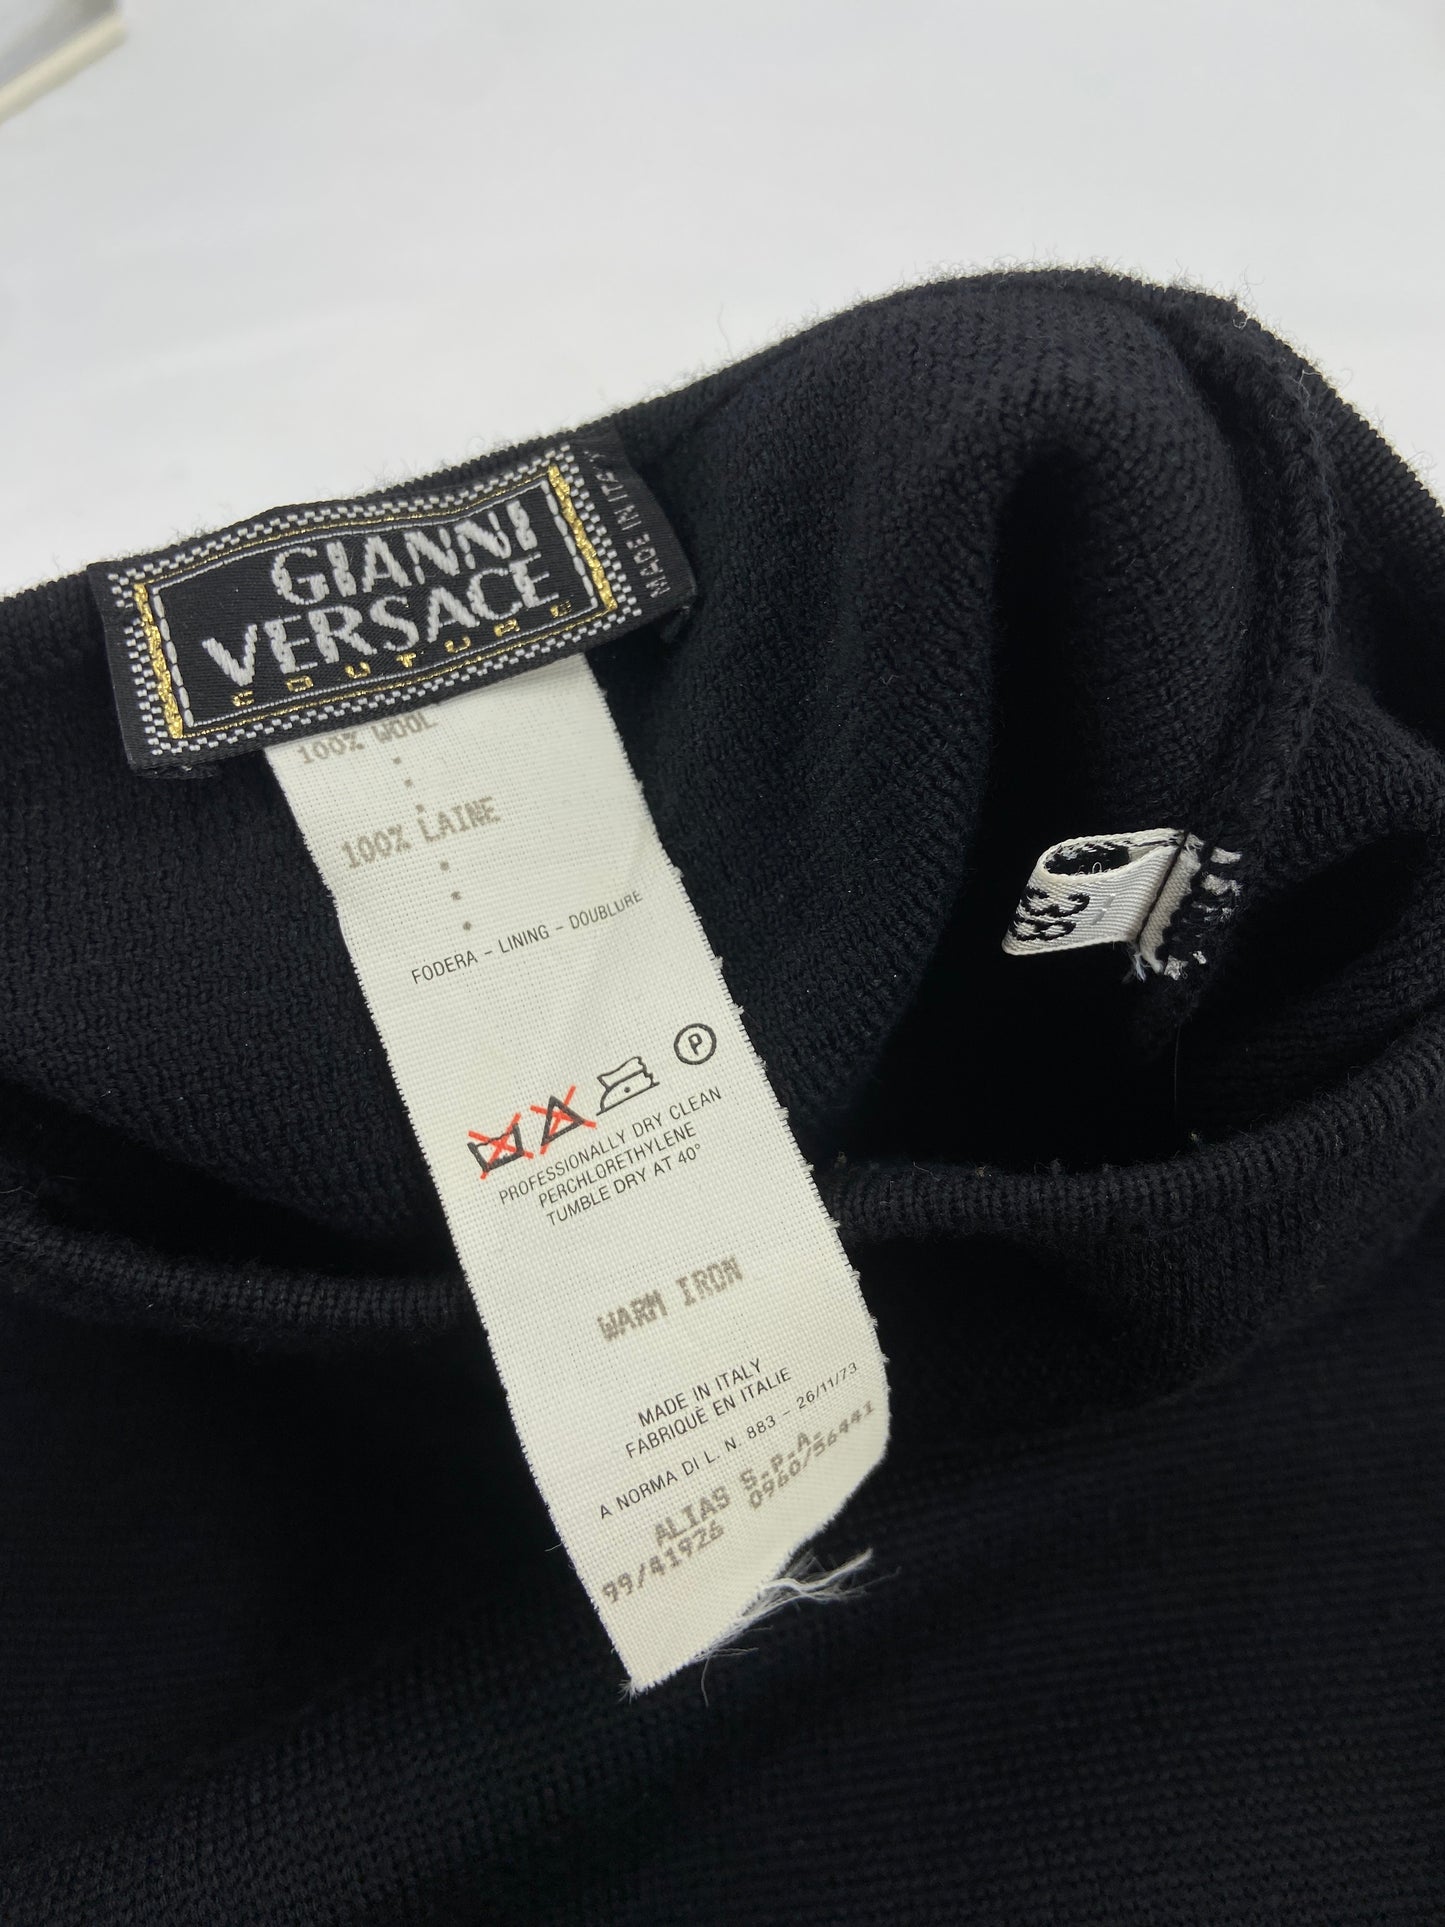 GIANNI
VERSACE
COUTURE
MADE IN ITA
100% WOOL
100% LAINE
FODERA - LINING - DOUBLURE
P
PROFESSIONALLY DRY CLEAN
PERCHLORETHYLENE
TUMBLE DRY AT 40°
WARM IRON
MADE IN ITALY
FABRIQUÈ EN ITALIE
A NORMA DI L. N. 883 - 26/11/73
ALIAS S.P.A.
99/41926 0960/56441